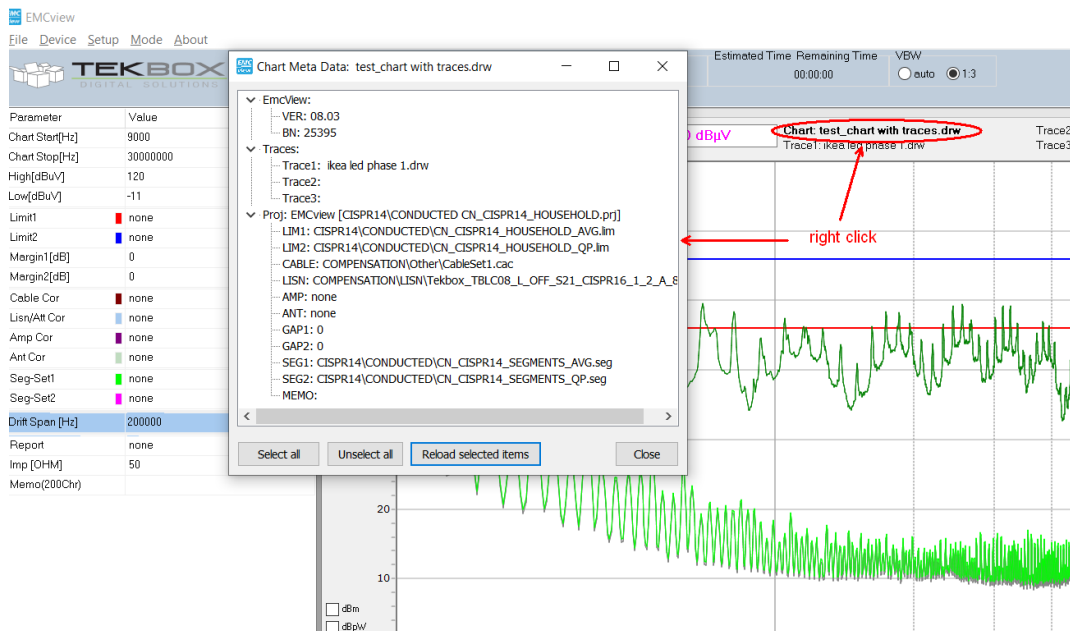 EMCview
File Device Setup Mode About
TEKBOX
DIGITAL SOLUTIONS
Estimated Time Remaining Time VBW
00:00:00 auto 1:3
Parameter Value
Chart Start[Hz] 9000
Chart Stop[Hz] 30000000
High[dBuV] 120
Low[dBuV] -11
Limit1 none
Limit2 none
Margin1[dB] 0
Margin2[dB] 0
Cable Cor none
Lisn/Att Cor none
Amp Cor none
Ant Cor none
Seg-Set1 none
Seg-Set2 none
Drift Span [Hz] 200000
Report none
Imp [OHM] 50
Memo(200Chr)
Chart Meta Data: test_chart with traces.drw
EmcView:
VER: 08.03
BN: 25395
Traces:
Trace1: ikea led phase 1.drw
Trace2:
Trace3:
Proj: EMCview [CISPR14\CONDUCTED CN_CISPR14_HOUSEHOLD.prj]
LIM1: CISPR14\CONDUCTED\CN_CISPR14_HOUSEHOLD_AVG.lim
LIM2: CISPR14\CONDUCTED\CN_CISPR14_HOUSEHOLD_QP.lim
CABLE: COMPENSATION\Other\CableSet1.cac
LISN: COMPENSATION\LISN\Tekbox_TBLC08_L_OFF_S21_CISPR16_1_2_A_8
AMP: none
ANT: none
GAP1: 0
GAP2: 0
SEG1: CISPR14\CONDUCTED\CN_CISPR14_SEGMENTS_AVG.seg
SEG2: CISPR14\CONDUCTED\CN_CISPR14_SEGMENTS_QP.seg
MEMO:
Select all Unselect all Reload selected items Close
0 dBµV
Chart: test_chart with traces.drw Trace2
Trace1: ikea led phase 1.drw Trace3
right click
20
10
dBm
dBpW